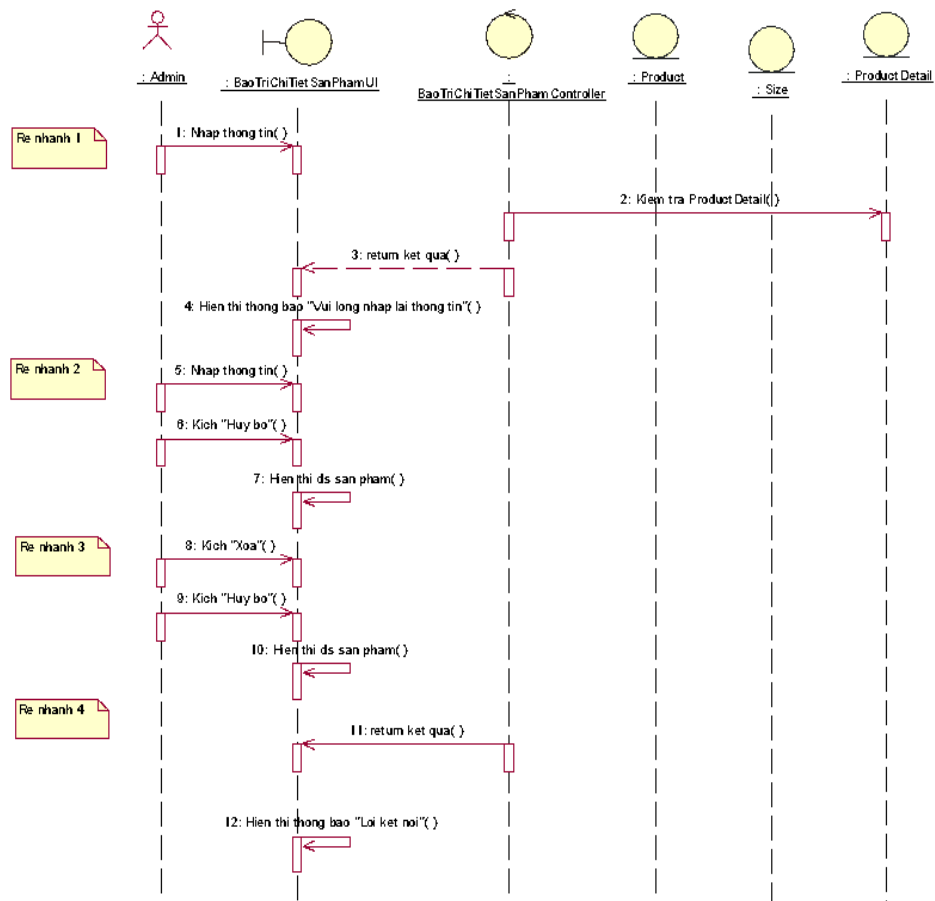 : Admin
: BaoTriChiTietSanPhamUI
:
BaoTriChiTietSanPham Controller
: Product
: Size
: Product Detail
Re nhanh 1
1: Nhap thong tin( )
2: Kiem tra Product Detail( )
3: return ket qua( )
4: Hien thi thong bao "Vui long nhap lai thong tin"( )
Re nhanh 2
5: Nhap thong tin( )
6: Kich "Huy bo"( )
7: Hien thi ds san pham( )
Re nhanh 3
8: Kich "Xoa"( )
9: Kich "Huy bo"( )
10: Hien thi ds san pham( )
Re nhanh 4
11: return ket qua( )
12: Hien thi thong bao "Loi ket noi"( )